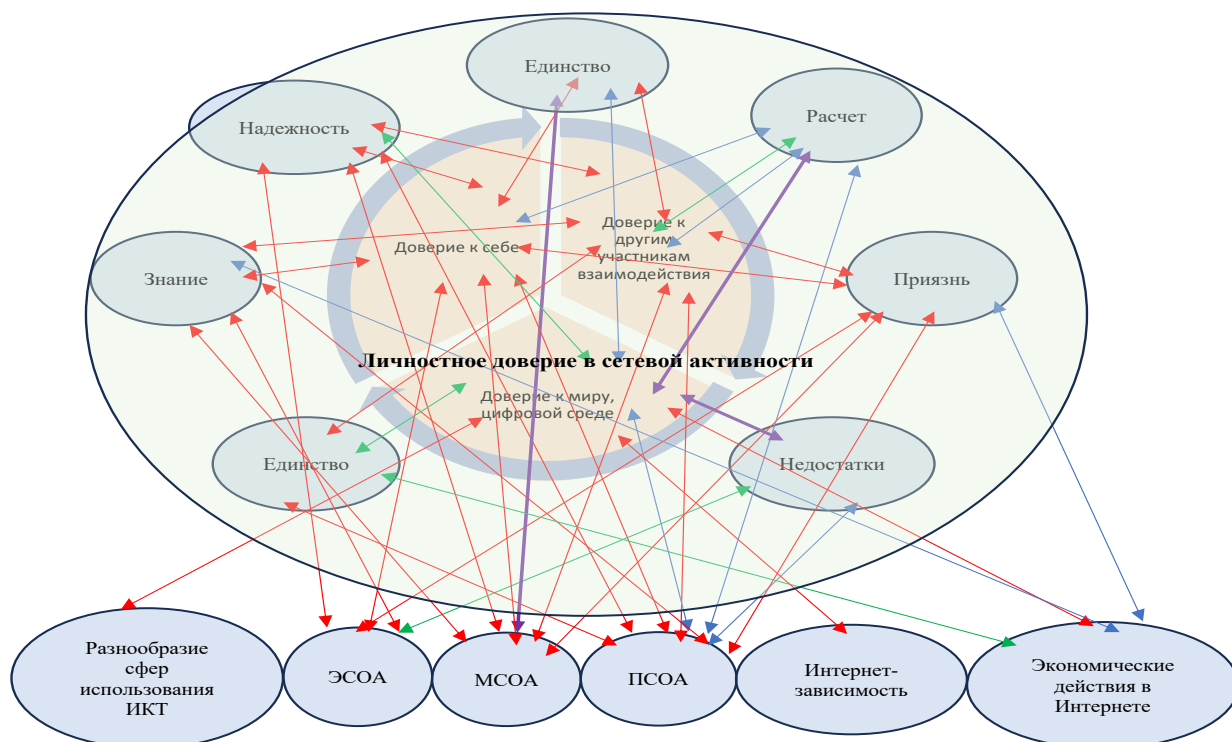 Единство
Расчет
Надежность
Доверие к себе
Доверие к
другим
участникам
взаимодействия
Знание
Приязнь
Личностное доверие в сетевой активности
Доверие к миру,
цифровой среде
Единство
Недостатки
Разнообразие
сфер
использования
ИКТ
ЭСОА
МСОА
ПСОА
Интернет-
зависимость
Экономические
действия в
Интернете